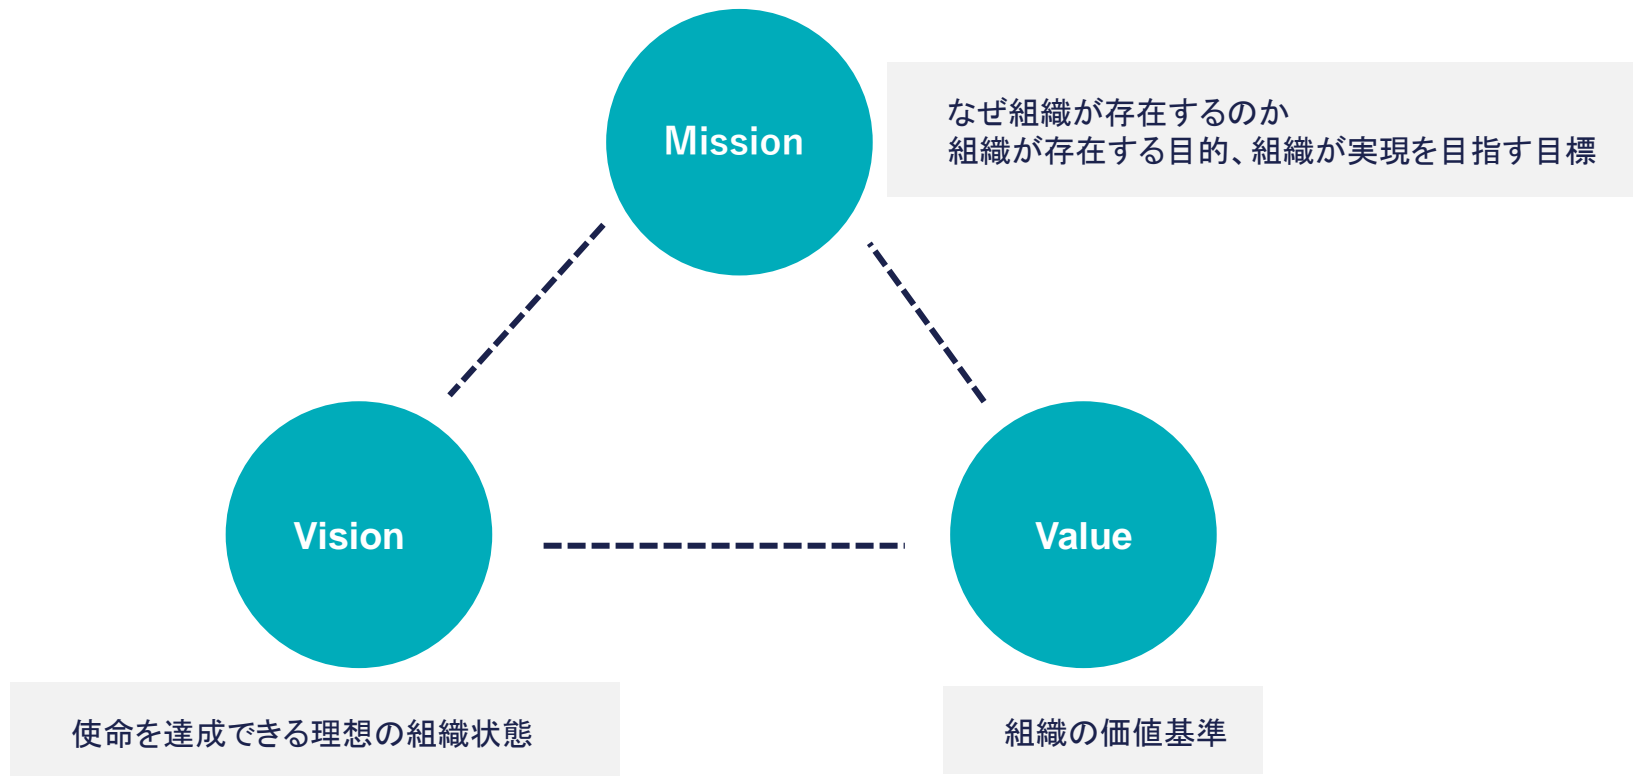 Mission
なぜ組織が存在するのか
組織が存在する目的、組織が実現を目指す目標
Vision
Value
使命を達成できる理想の組織状態
組織の価値基準